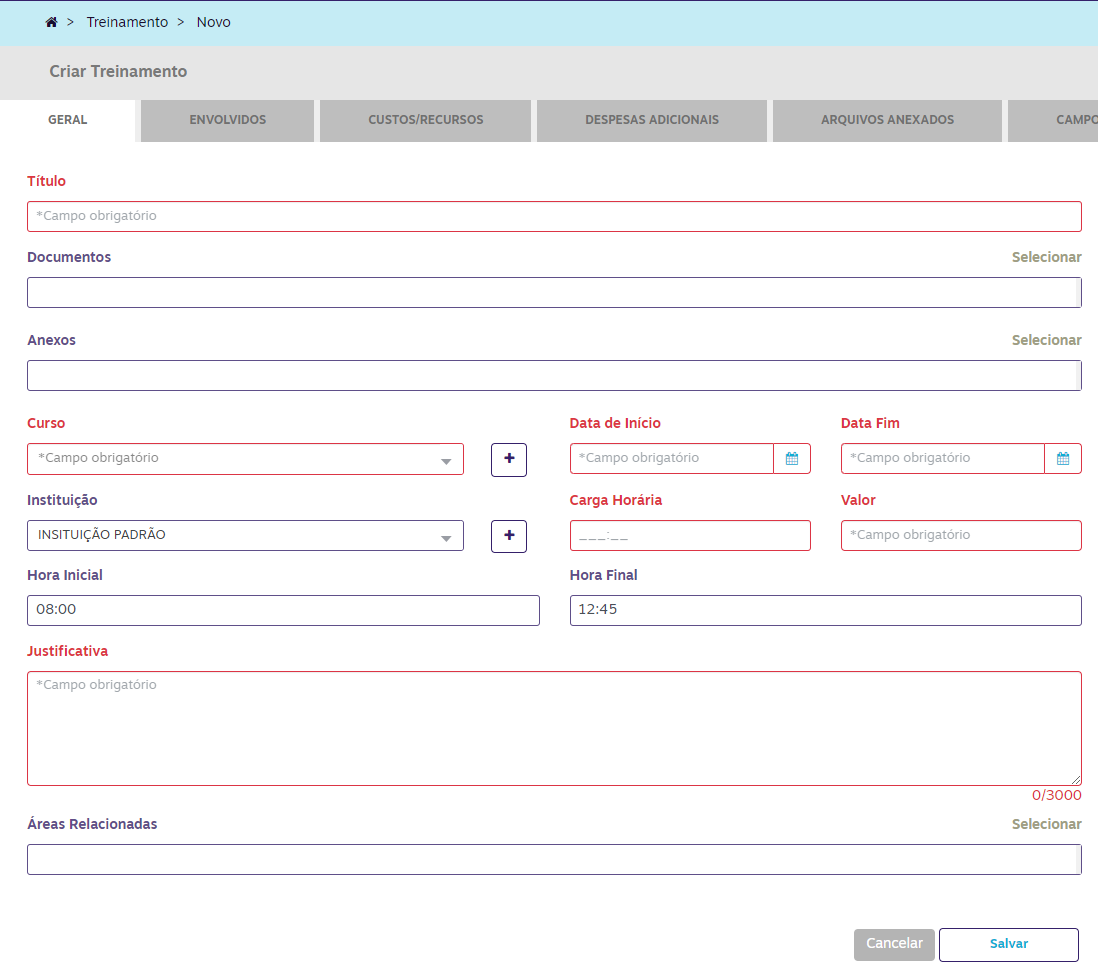 > Treinamento > Novo
Criar Treinamento
GERAL ENVOLVIDOS CUSTOS/RECURSOS DESPESAS ADICIONAIS ARQUIVOS ANEXADOS CAMPO
Título
*Campo obrigatório
Documentos Selecionar
Anexos Selecionar
Curso Data de Início Data Fim
*Campo obrigatório + *Campo obrigatório *Campo obrigatório
Instituição Carga Horária Valor
INSITUIÇÃO PADRÃO + ___:__ *Campo obrigatório
Hora Inicial Hora Final
08:00 12:45
Justificativa
*Campo obrigatório
0/3000
Áreas Relacionadas Selecionar
Cancelar Salvar